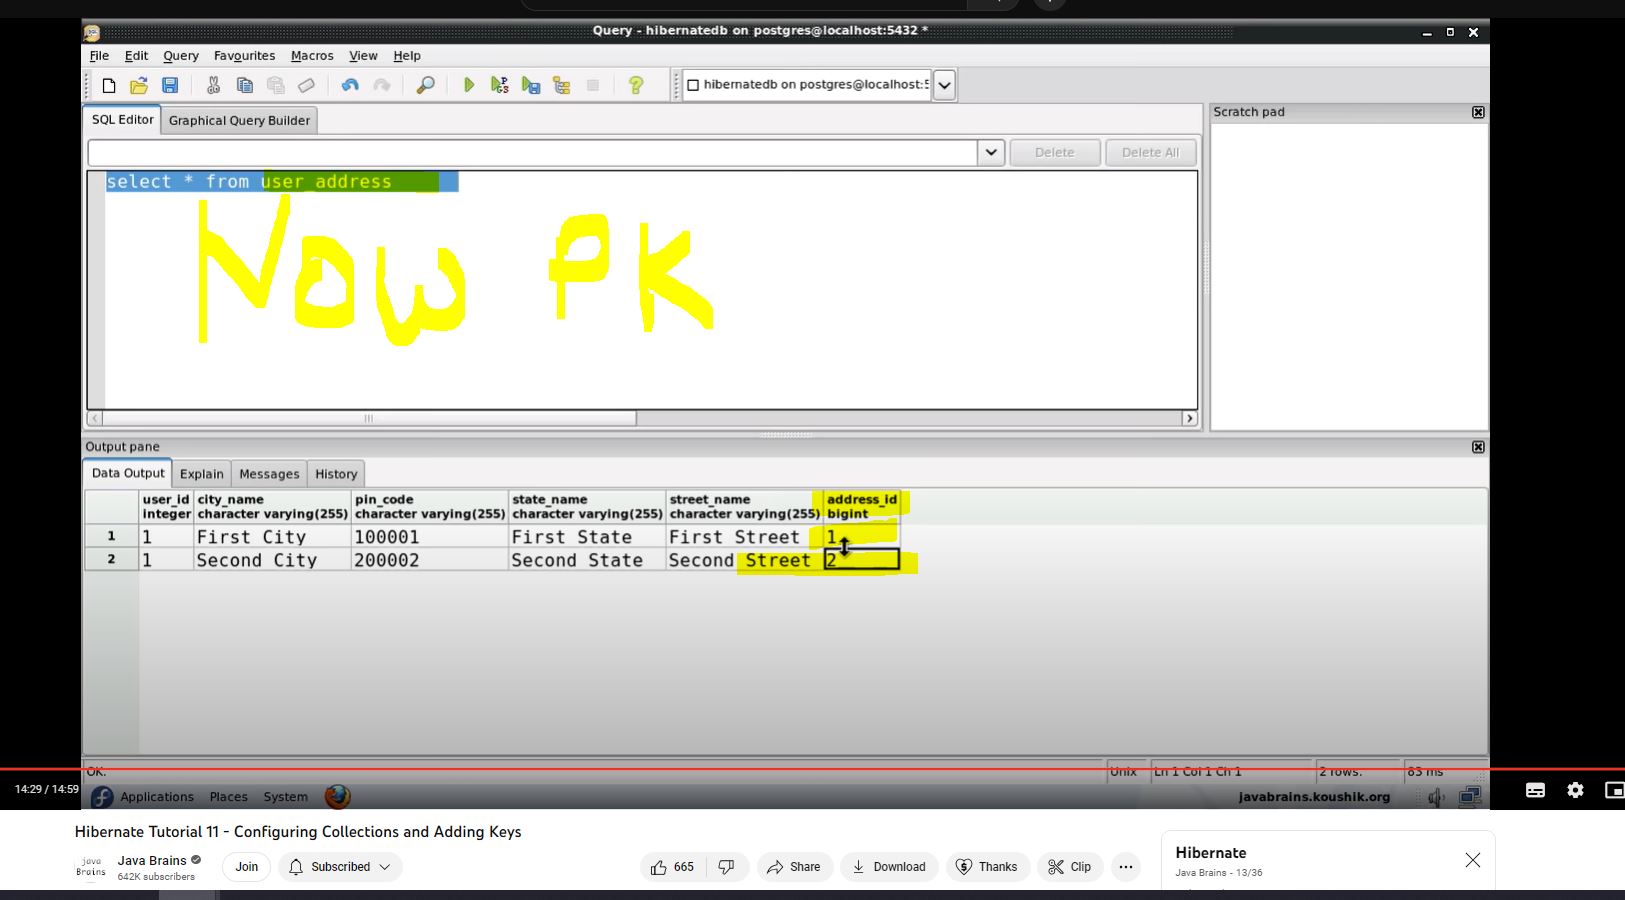 Query - hibernatedb on postgres@localhost:5432 *
File Edit Query Favourites Macros View Help
hibernatedb on postgres@localhost:5
SQL Editor Graphical Query Builder
Scratch pad
Delete Delete All
select * from user_address
Now PK
Output pane
Data Output Explain Messages History
user_id city_name pin_code state_name street_name address_id
integer character varying(255) character varying(255) character varying(255) character varying(255) bigint
1 1 First City 100001 First State First Street 1
2 1 Second City 200002 Second State Second Street 2
OK. Unix Ln 1 Col 1 Ch 1 2 rows. 83 ms
14:29 / 14:59
Applications Places System
javabrains.koushik.org
Hibernate Tutorial 11 - Configuring Collections and Adding Keys
java
Brains
Java Brains
642K subscribers
Join Subscribed 665 Share Download Thanks Clip
Hibernate
Java Brains - 13/36